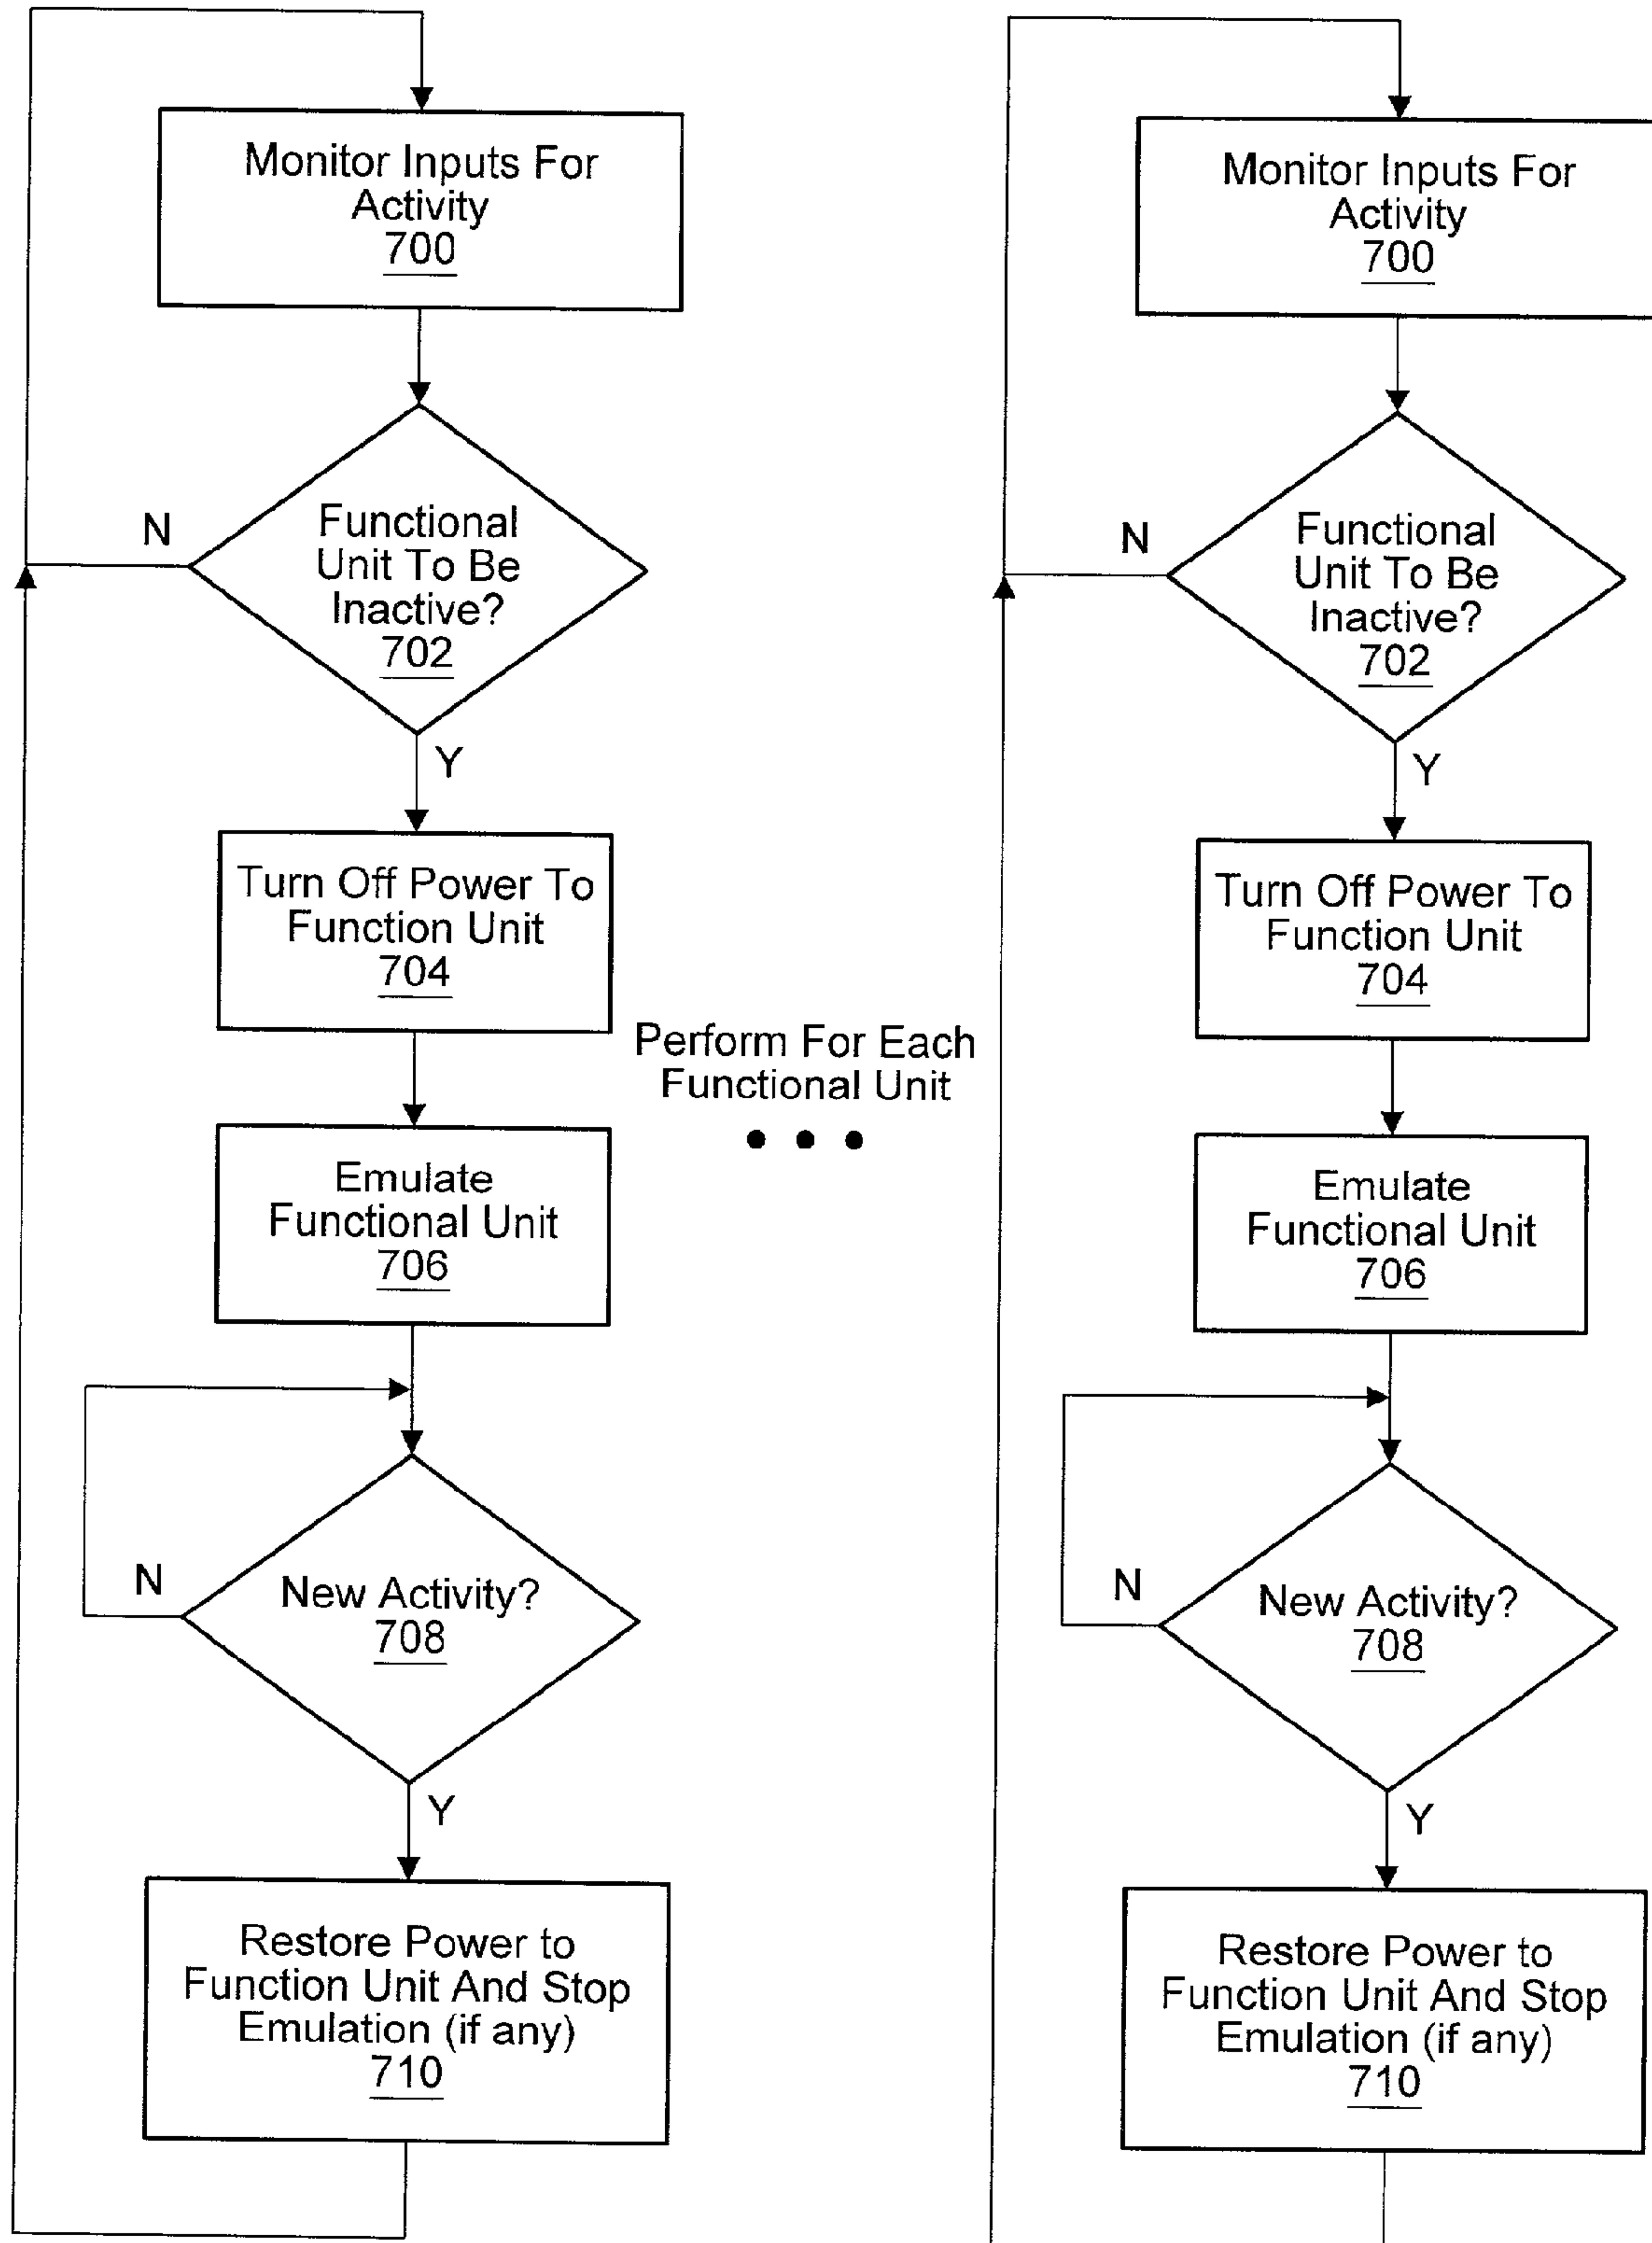 Monitor Inputs For
Activity
700
N
Functional
Unit To Be
Inactive?
702
Y
Turn Off Power To
Function Unit
704
Emulate
Functional Unit
706
N
New Activity?
708
Y
Restore Power to
Function Unit And Stop
Emulation (if any)
710
Perform For Each
Functional Unit
Monitor Inputs For
Activity
700
N
Functional
Unit To Be
Inactive?
702
Y
Turn Off Power To
Function Unit
704
Emulate
Functional Unit
706
N
New Activity?
708
Y
Restore Power to
Function Unit And Stop
Emulation (if any)
710